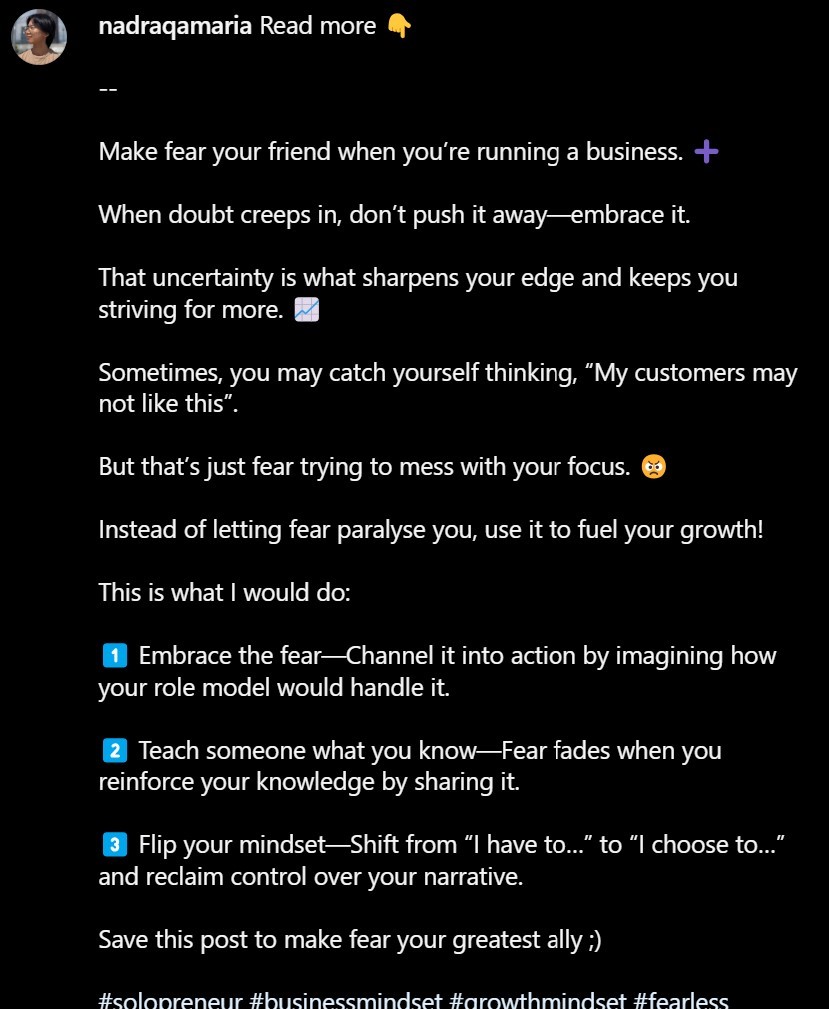 nadraqamaria Read more 👇
--
Make fear your friend when you’re running a business. ➕
When doubt creeps in, don’t push it away—embrace it.
That uncertainty is what sharpens your edge and keeps you
striving for more. 📈
Sometimes, you may catch yourself thinking, “My customers may
not like this”.
But that’s just fear trying to mess with your focus. 😠
Instead of letting fear paralyse you, use it to fuel your growth!
This is what I would do:
1️⃣ Embrace the fear—Channel it into action by imagining how
your role model would handle it.
2️⃣ Teach someone what you know—Fear fades when you
reinforce your knowledge by sharing it.
3️⃣ Flip your mindset—Shift from “I have to…” to “I choose to…”
and reclaim control over your narrative.
Save this post to make fear your greatest ally ;)
#solopreneur #businessmindset #growthmindset #fearless